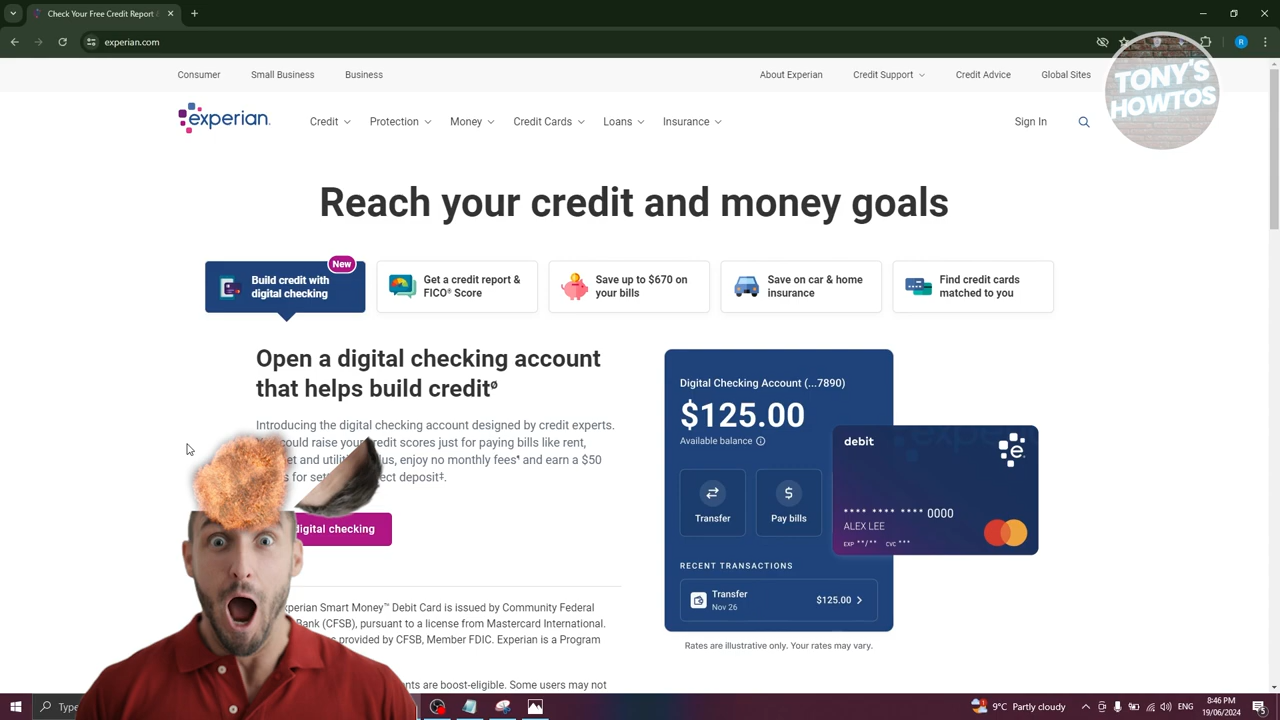 Check Your Free Credit Report &
experian.com
R
TONY'S
HOWTOS
Consumer
Small Business
Business
About Experian
Credit Support
Credit Advice
Global Sites
experian.
Credit
Protection
Money
Credit Cards
Loans
Insurance
Sign In
Reach your credit and money goals
New
Build credit with
digital checking
Get a credit report &
FICO® Score
Save up to $670 on
your bills
Save on car & home
insurance
Find credit cards
matched to you
Open a digital checking account
that helps build creditø
Introducing the digital checking account designed by credit experts.
could raise your credit scores just for paying bills like rent,
and enjoy no monthly fees¶ and earn a $50
for deposit‡.
digital checking
Experian Smart Money™ Debit Card is issued by Community Federal
Bank (CFSB), pursuant to a license from Mastercard International.
provided by CFSB, Member FDIC. Experian is a Program
are boost-eligible. Some users may not
Digital Checking Account (...7890)
$125.00
Available balance
Transfer
Pay bills
RECENT TRANSACTIONS
Transfer
Nov 26
$125.00
debit
e
**** **** **** 0000
ALEX LEE
EXP **/** CVC ***
Rates are illustrative only. Your rates may vary.
Type
9°C Partly cloudy
ENG
8:46 PM
19/06/2024